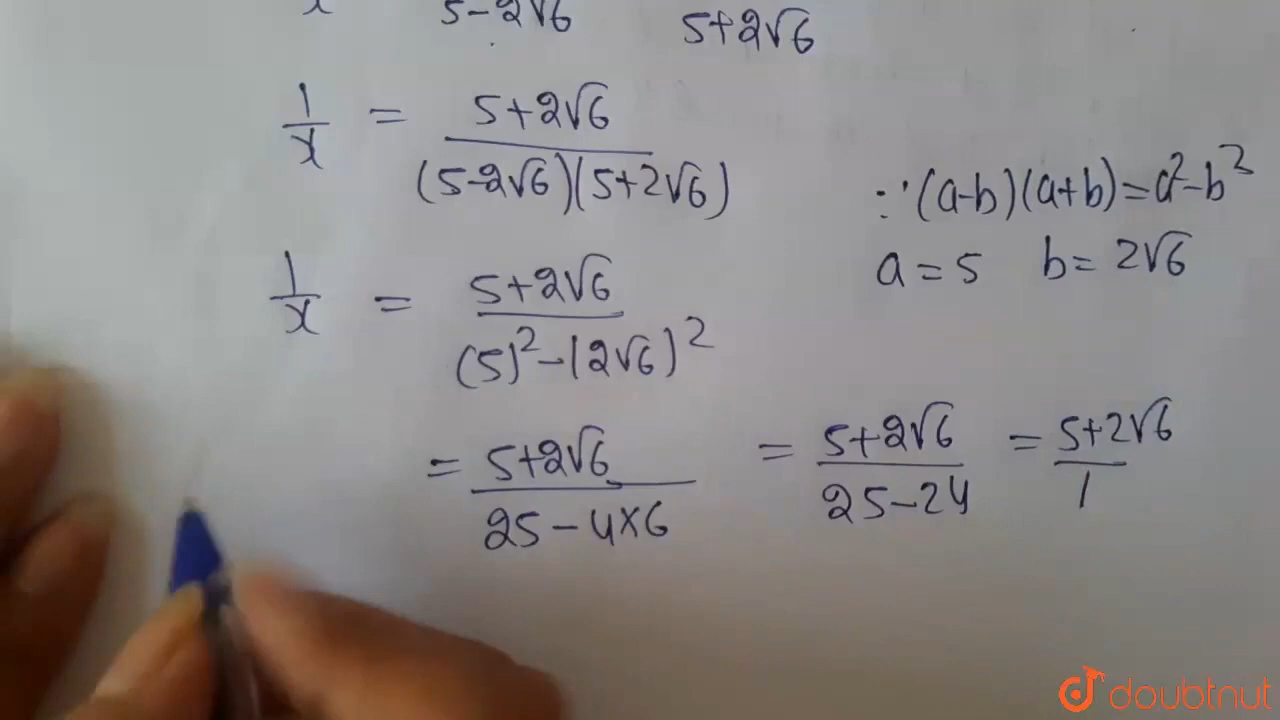 x 5-2√6 5+2√6
1/x = 5+2√6/(5-2√6)(5+2√6)
∵ (a-b)(a+b)=a²-b²
a=5 b=2√6
1/x = 5+2√6/(5)²-(2√6)²
= 5+2√6/25-4×6 = 5+2√6/25-24 = 5+2√6/1
doubtnut